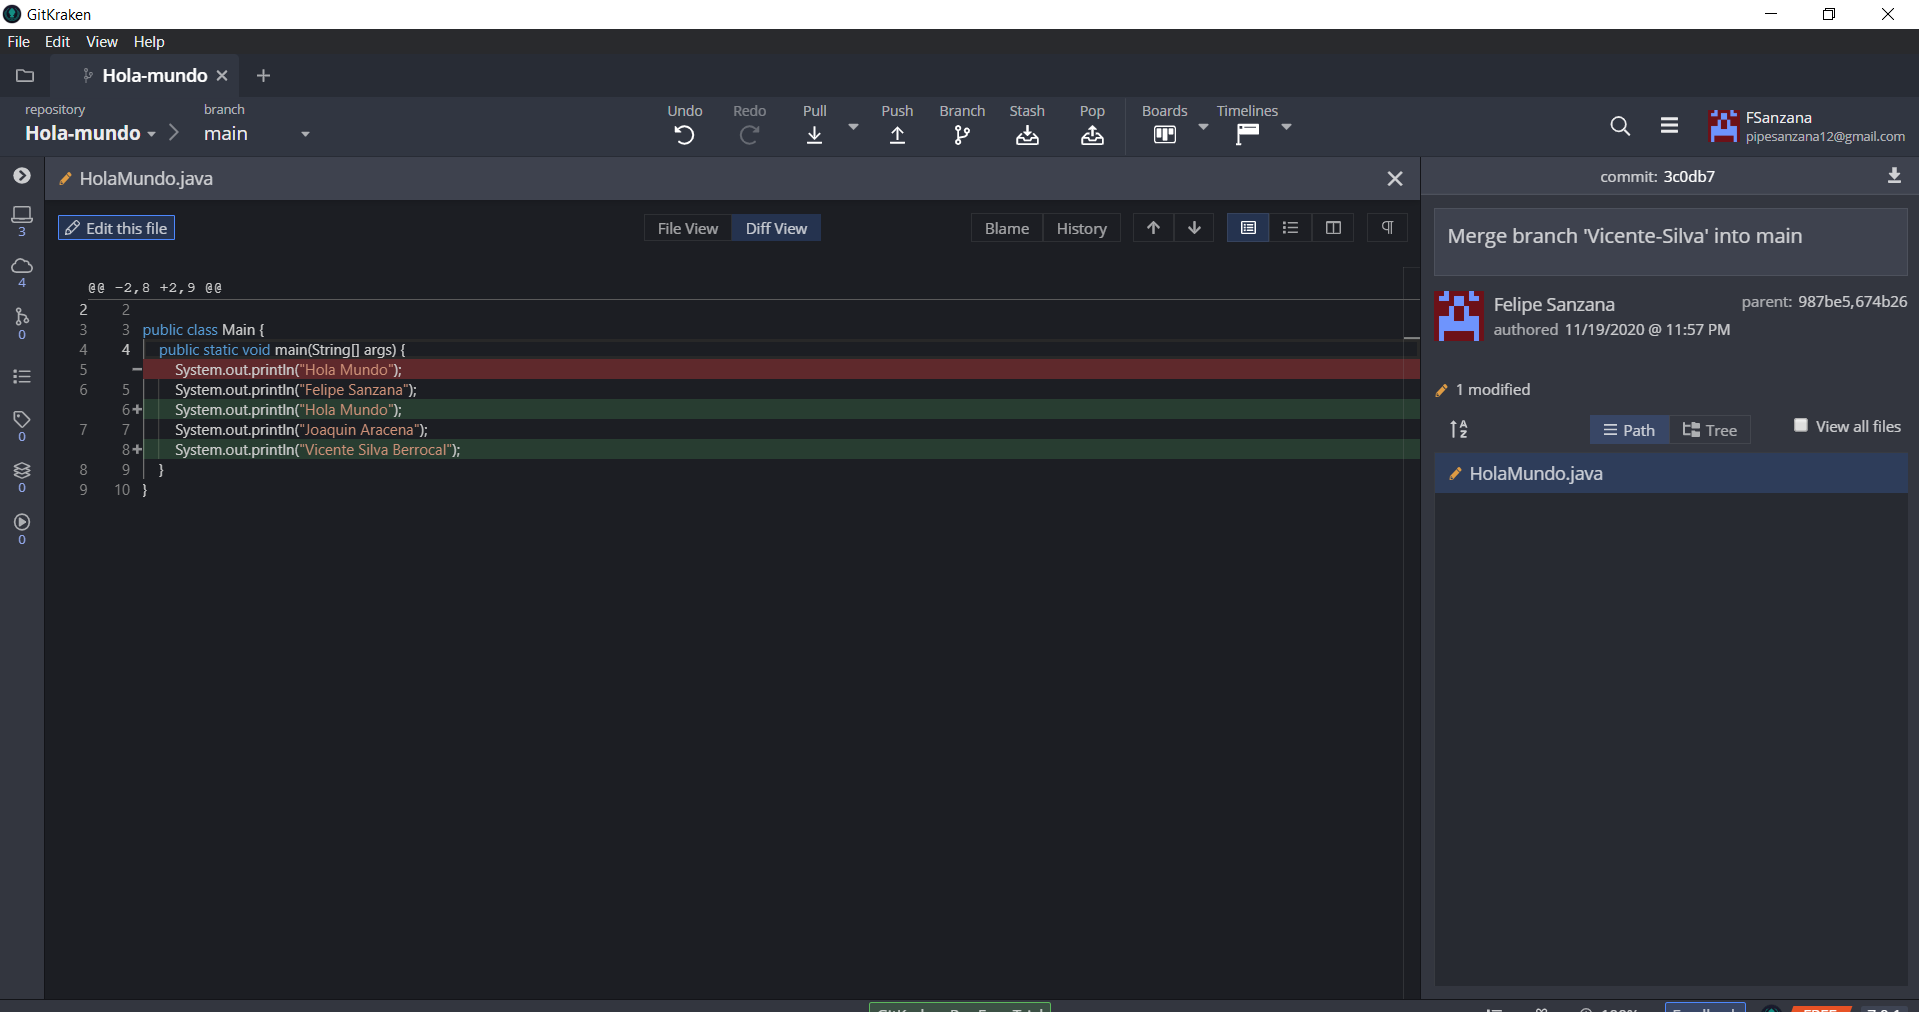 GitKraken
File Edit View Help
Hola-mundo
repository branch
Hola-mundo main
Undo Redo Pull Push Branch Stash Pop Boards Timelines
FSanzana
pipesanzana12@gmail.com
HolaMundo.java
commit: 3c0db7
Edit this file File View Diff View Blame History
3
4
0
0
0
0
@@ -2,8 +2,9 @@
2 2
3 3 public class Main {
4 4 public static void main(String[] args) {
5 - System.out.println("Hola Mundo");
6 5 System.out.println("Felipe Sanzana");
6+ System.out.println("Hola Mundo");
7 7 System.out.println("Joaquin Aracena");
8+ System.out.println("Vicente Silva Berrocal");
8 9 }
9 10 }
Merge branch 'Vicente-Silva' into main
Felipe Sanzana
authored 11/19/2020 @ 11:57 PM
parent: 987be5,674b26
1 modified
Path Tree View all files
HolaMundo.java